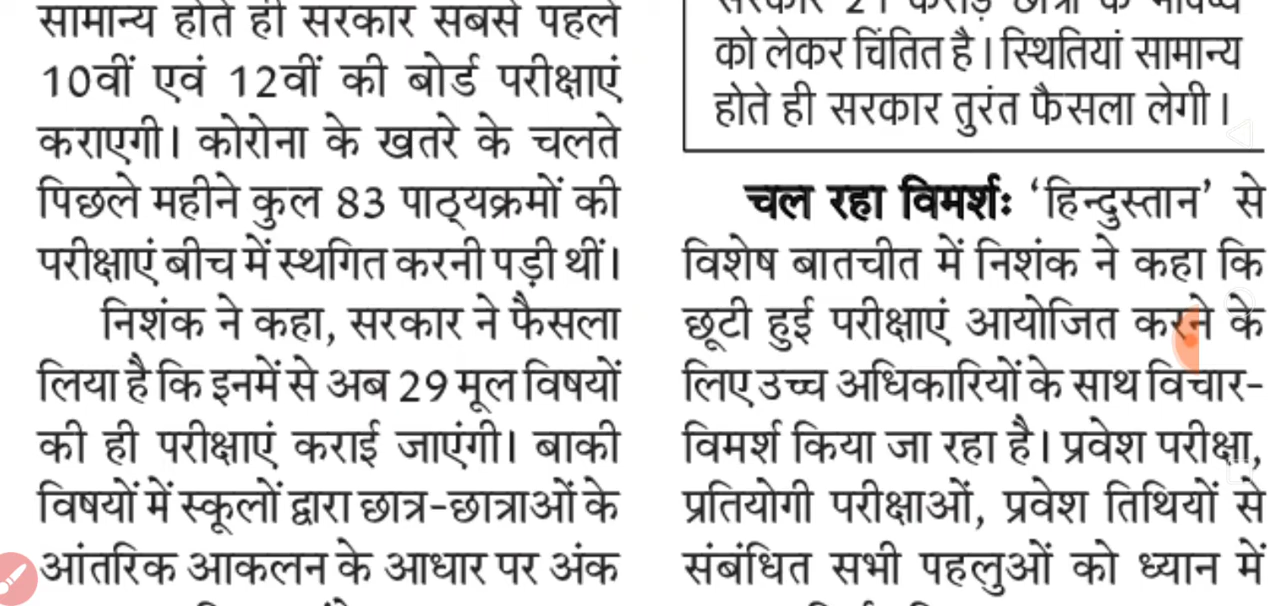 सामान्य होते ही सरकार सबसे पहले
10वीं एवं 12वीं की बोर्ड परीक्षाएं
कराएगी। कोरोना के खतरे के चलते
पिछले महीने कुल 83 पाठ्यक्रमों की
परीक्षाएं बीच में स्थगित करनी पड़ी थीं।
निशंक ने कहा, सरकार ने फैसला
लिया है कि इनमें से अब 29 मूल विषयों
की ही परीक्षाएं कराई जाएंगी। बाकी
विषयों में स्कूलों द्वारा छात्र-छात्राओं के
आंतरिक आकलन के आधार पर अंक
को लेकर चिंतित है। स्थितियां सामान्य
होते ही सरकार तुरंत फैसला लेगी।
चल रहा विमर्शः ‘हिन्दुस्तान’ से
विशेष बातचीत में निशंक ने कहा कि
छूटी हुई परीक्षाएं आयोजित करने के
लिए उच्च अधिकारियों के साथ विचार-
विमर्श किया जा रहा है। प्रवेश परीक्षा,
प्रतियोगी परीक्षाओं, प्रवेश तिथियों से
संबंधित सभी पहलुओं को ध्यान में